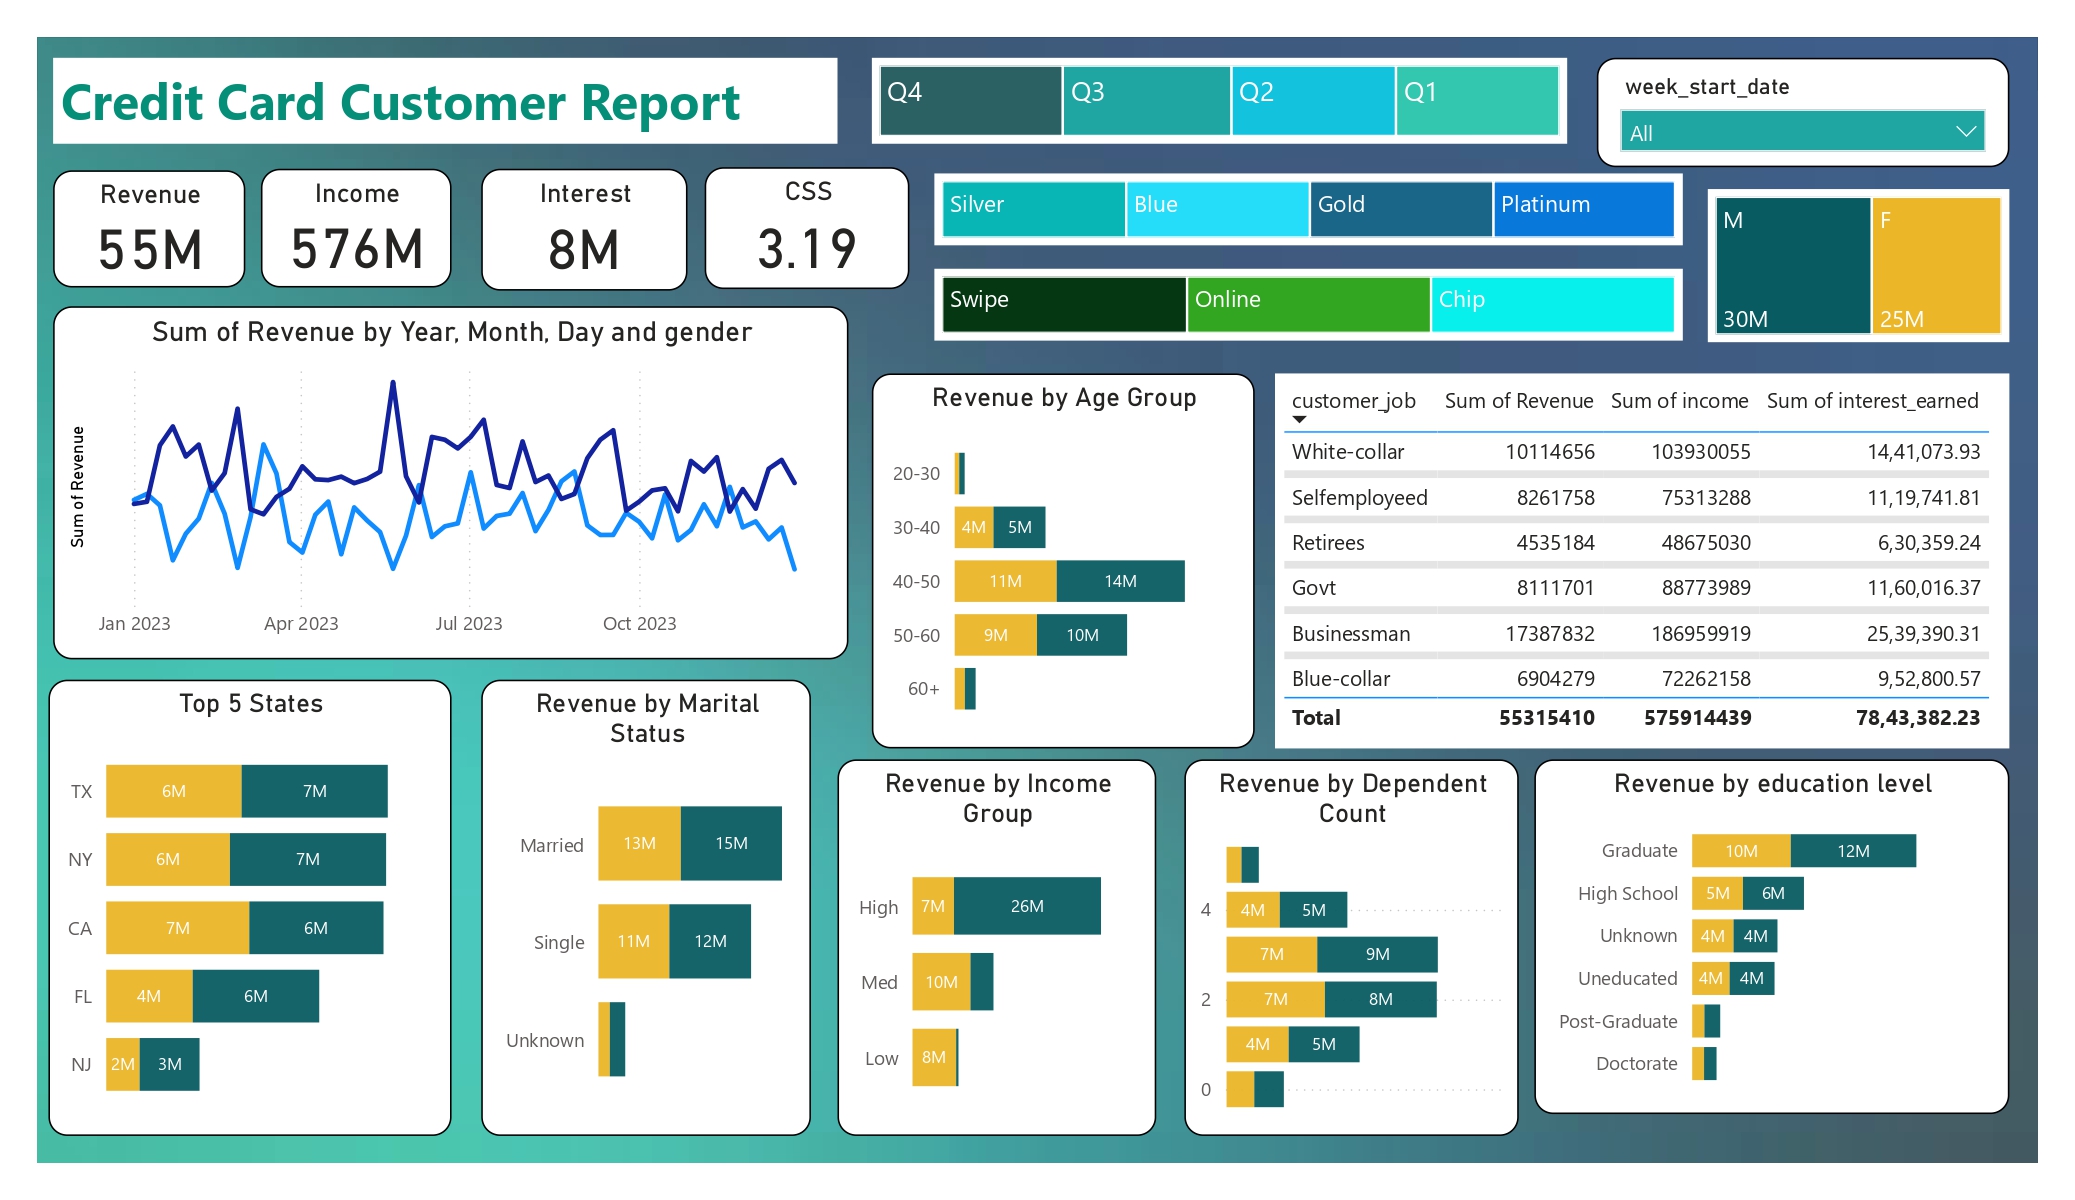 Credit Card Customer Report
Q4 Q3 Q2 Q1
week_start_date
All
Revenue
55M
Income
576M
Interest
8M
CSS
3.19
Silver Blue Gold Platinum
Swipe Online Chip
M F
30M 25M
Sum of Revenue by Year, Month, Day and gender
Sum of Revenue
Jan 2023 Apr 2023 Jul 2023 Oct 2023
Revenue by Age Group
20-30
30-40 4M 5M
40-50 11M 14M
50-60 9M 10M
60+
customer_job Sum of Revenue Sum of income Sum of interest_earned
White-collar 10114656 103930055 14,41,073.93
Selfemployeed 8261758 75313288 11,19,741.81
Retirees 4535184 48675030 6,30,359.24
Govt 8111701 88773989 11,60,016.37
Businessman 17387832 186959919 25,39,390.31
Blue-collar 6904279 72262158 9,52,800.57
Total 55315410 575914439 78,43,382.23
Top 5 States
TX 6M 7M
NY 6M 7M
CA 7M 6M
FL 4M 6M
NJ 2M 3M
Revenue by Marital
Status
Married 13M 15M
Single 11M 12M
Unknown
Revenue by Income
Group
High 7M 26M
Med 10M
Low 8M
Revenue by Dependent
Count
4 4M 5M
7M 9M
2 7M 8M
4M 5M
0
Revenue by education level
Graduate 10M 12M
High School 5M 6M
Unknown 4M 4M
Uneducated 4M 4M
Post-Graduate
Doctorate